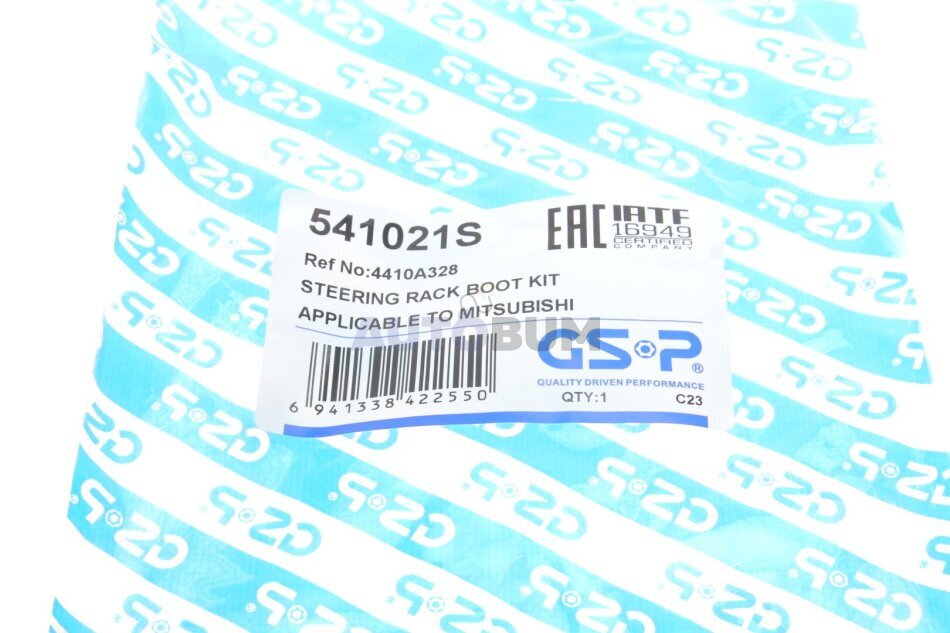 541021S
EAC IATF
16949
CERTIFIED
COMPANY
Ref No:4410A328
STEERING RACK BOOT KIT
APPLICABLE TO MITSUBISHI
AUTOBUM
GS·P®
QUALITY DRIVEN PERFORMANCE
6 941338 422550
QTY:1 C23